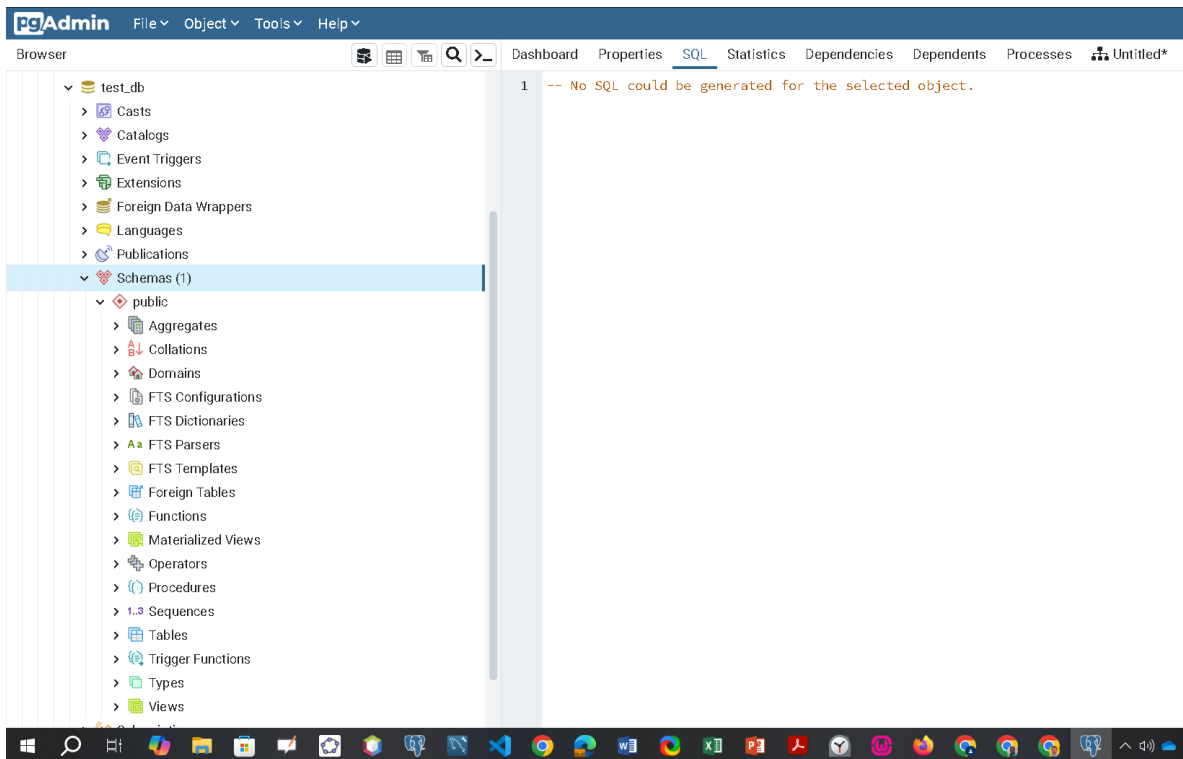 pgAdmin File Object Tools Help
Browser
Dashboard Properties SQL Statistics Dependencies Dependents Processes Untitled*
test_db
Casts
Catalogs
Event Triggers
Extensions
Foreign Data Wrappers
Languages
Publications
Schemas (1)
public
Aggregates
Collations
Domains
FTS Configurations
FTS Dictionaries
Aa FTS Parsers
FTS Templates
Foreign Tables
Functions
Materialized Views
Operators
Procedures
1..3 Sequences
Tables
Trigger Functions
Types
Views
1 -- No SQL could be generated for the selected object.